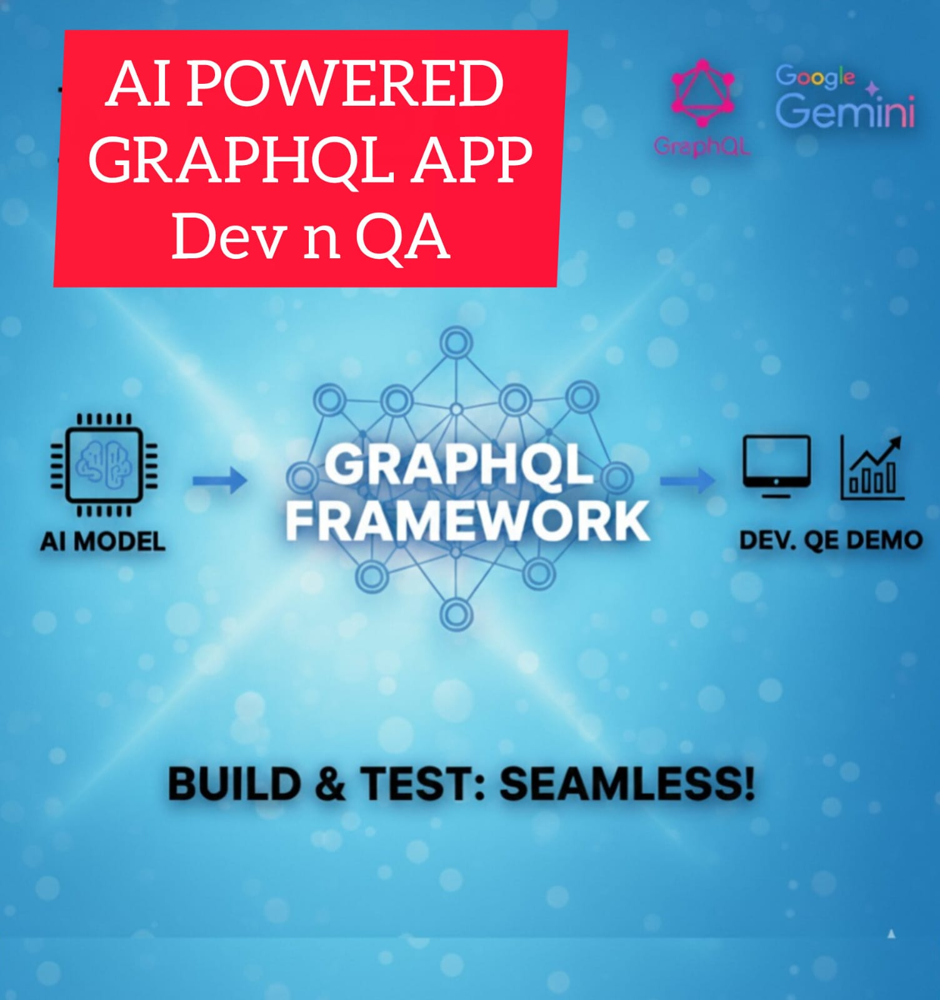 AI POWERED
GRAPHQL APP
Dev n QA
GraphQL
Google
Gemini
GRAPHQL
FRAMEWORK
AI MODEL
DEV. QE DEMO
BUILD & TEST: SEAMLESS!